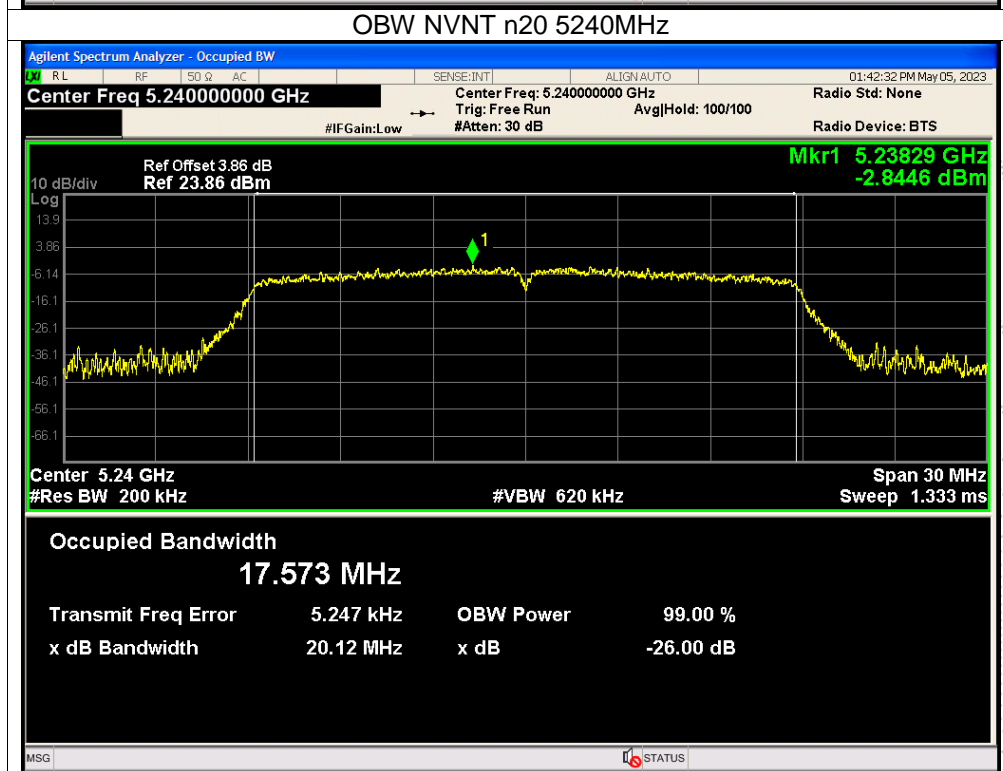 OBW NVNT n20 5240MHz
Agilent Spectrum Analyzer - Occupied BW
LXI RL RF 50 Ω AC SENSE:INT ALIGN AUTO 01:42:32 PM May 05, 2023
Center Freq 5.240000000 GHz Center Freq: 5.240000000 GHz Radio Std: None
Trig: Free Run Avg|Hold: 100/100
#IFGain:Low #Atten: 30 dB Radio Device: BTS
Mkr1 5.23829 GHz
-2.8446 dBm
Ref Offset 3.86 dB
10 dB/div Ref 23.86 dBm
Log
13.9
3.86
-6.14
-16.1
-26.1
-36.1
-46.1
-56.1
-66.1
1
Center 5.24 GHz Span 30 MHz
#Res BW 200 kHz #VBW 620 kHz Sweep 1.333 ms
Occupied Bandwidth
17.573 MHz
Transmit Freq Error 5.247 kHz OBW Power 99.00 %
x dB Bandwidth 20.12 MHz x dB -26.00 dB
MSG STATUS